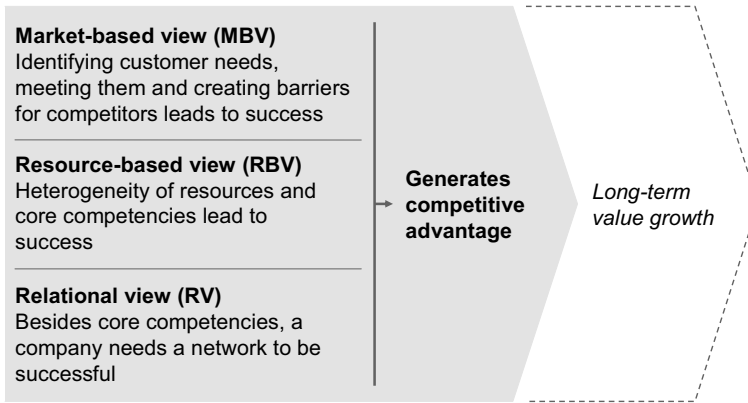 Market-based view (MBV)
Identifying customer needs,
meeting them and creating barriers
for competitors leads to success
Resource-based view (RBV)
Heterogeneity of resources and
core competencies lead to
success
Relational view (RV)
Besides core competencies, a
company needs a network to be
successful
Generates
competitive
advantage
Long-term
value growth